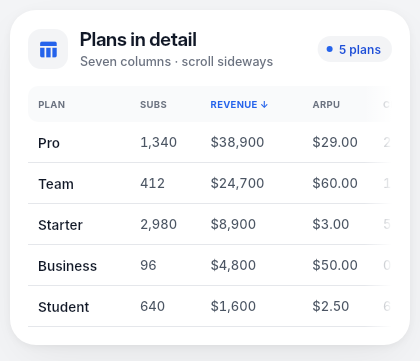 Plans in detail
Seven columns · scroll sideways
5 plans
PLAN SUBS REVENUE ↓ ARPU
Pro 1,340 $38,900 $29.00
Team 412 $24,700 $60.00
Starter 2,980 $8,900 $3.00
Business 96 $4,800 $50.00
Student 640 $1,600 $2.50